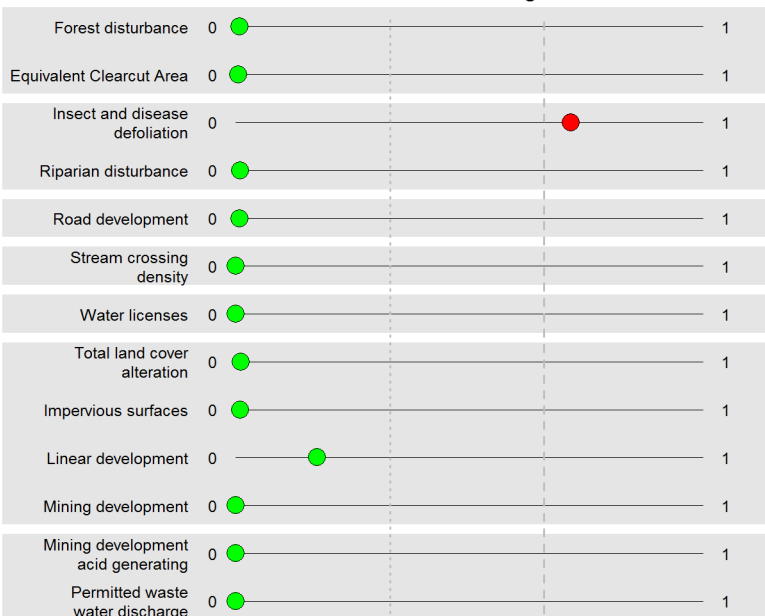 Forest disturbance 0 1
Equivalent Clearcut Area 0 1
Insect and disease
defoliation 0 1
Riparian disturbance 0 1
Road development 0 1
Stream crossing
density 0 1
Water licenses 0 1
Total land cover
alteration 0 1
Impervious surfaces 0 1
Linear development 0 1
Mining development 0 1
Mining development
acid generating 0 1
Permitted waste
water discharge 0 1